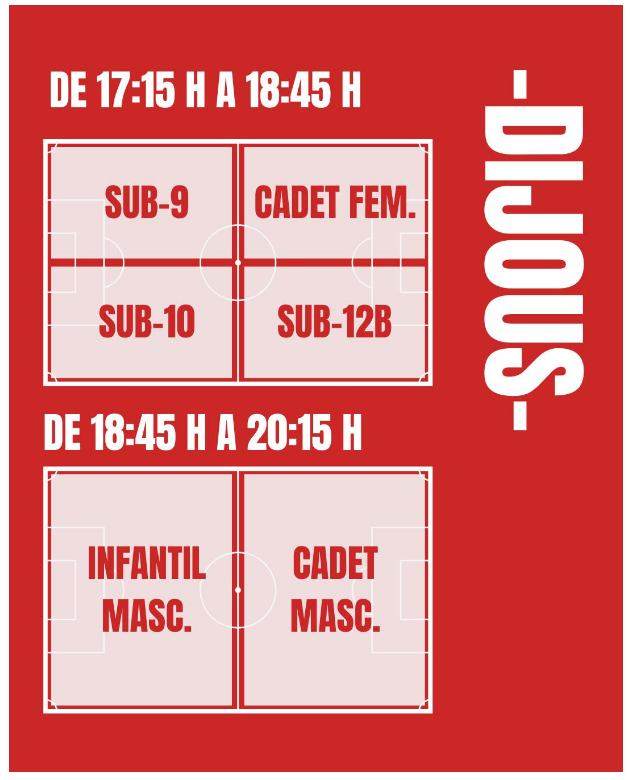 DE 17:15 H A 18:45 H
SUB-9
CADET FEM.
SUB-10
SUB-12B
DE 18:45 H A 20:15 H
INFANTIL
MASC.
CADET
MASC.
-DIJOUS-